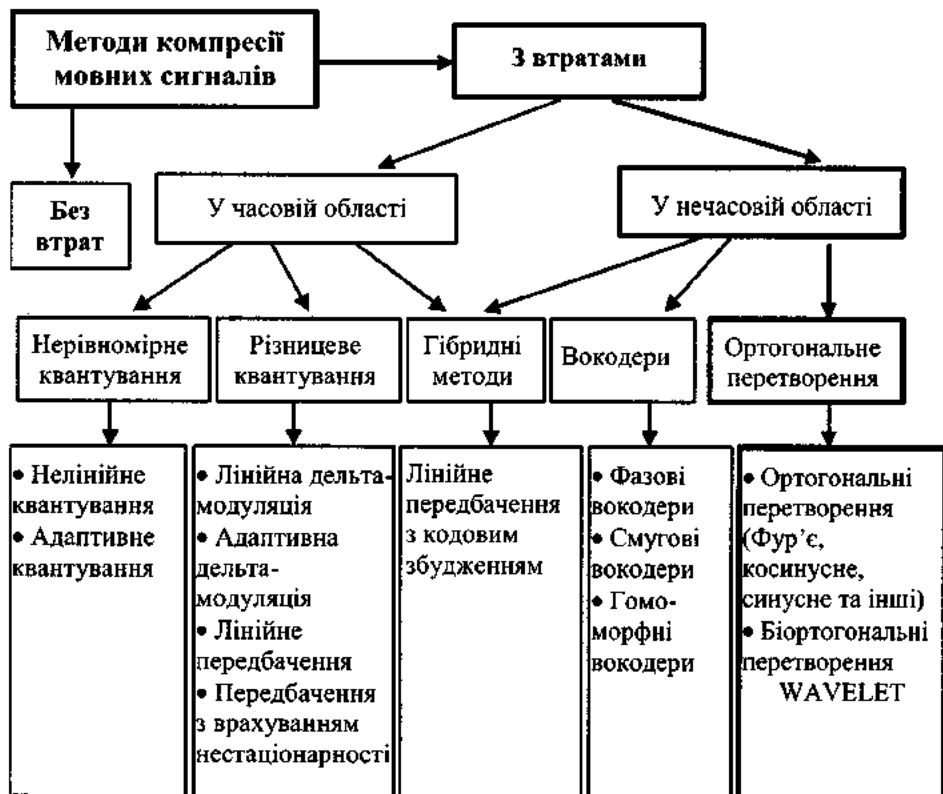 Методи компресії
мовних сигналів
З втратами
Без
втрат
У часовій області
У нечасовій області
Нерівномірне
квантування
Різницеве
квантування
Гібридні
методи
Вокодери
Ортогональне
перетворення
• Нелінійне
квантування
• Адаптивне
квантування
• Лінійна дельта-
модуляція
• Адаптивна
дельта-
модуляція
• Лінійне
передбачення
• Передбачення
з врахуванням
нестаціонарності
Лінійне
передбачення
з кодовим
збудженням
• Фазові
вокодери
• Смугові
вокодери
• Гомо-
морфні
вокодери
• Ортогональні
перетворення
(Фур’є,
косинусне,
синусне та інші)
• Біортогональні
перетворення
WAVELET